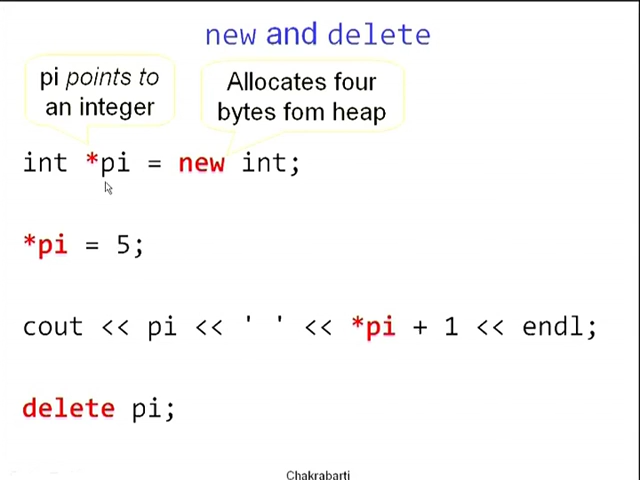 new and delete
pi points to
an integer
Allocates four
bytes fom heap
int *pi = new int;
*pi = 5;
cout << pi << ' ' << *pi + 1 << endl;
delete pi;
Chakrabarti